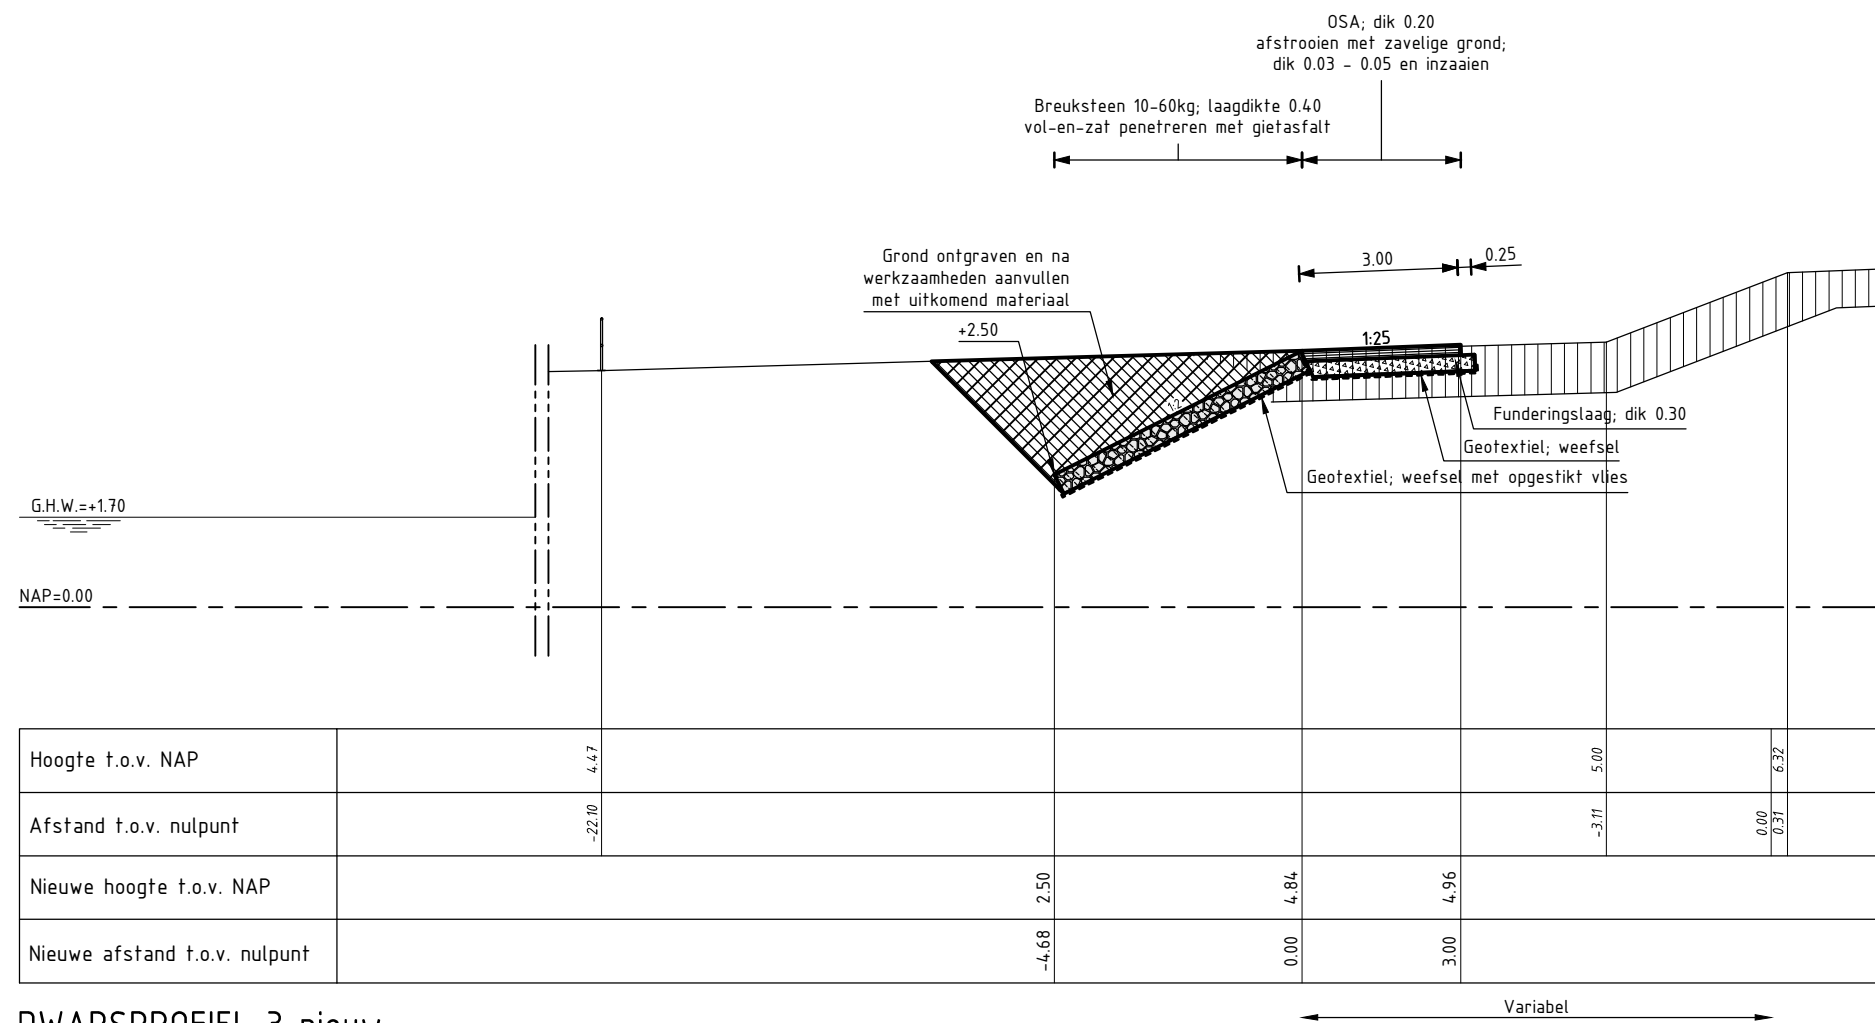 OSA; dik 0.20
afstrooien met zavelige grond;
dik 0.03 - 0.05 en inzaaien
Breuksteen 10-60kg; laagdikte 0.40
vol-en-zat penetreren met gietasfalt
Grond ontgraven en na
werkzaamheden aanvullen
met uitkomend materiaal
3.00
0.25
+2.50
1:25
1:2
Funderingslaag; dik 0.30
Geotextiel; weefsel
Geotextiel; weefsel met opgestikt vlies
G.H.W.=+1.70
NAP=0.00
Hoogte t.o.v. NAP
4.47
5.00
6.32
Afstand t.o.v. nulpunt
-22.10
-3.11
0.00
0.31
Nieuwe hoogte t.o.v. NAP
2.50
4.84
4.96
Nieuwe afstand t.o.v. nulpunt
-4.68
0.00
3.00
Variabel
DWARSPROFIEL 3 nieuw